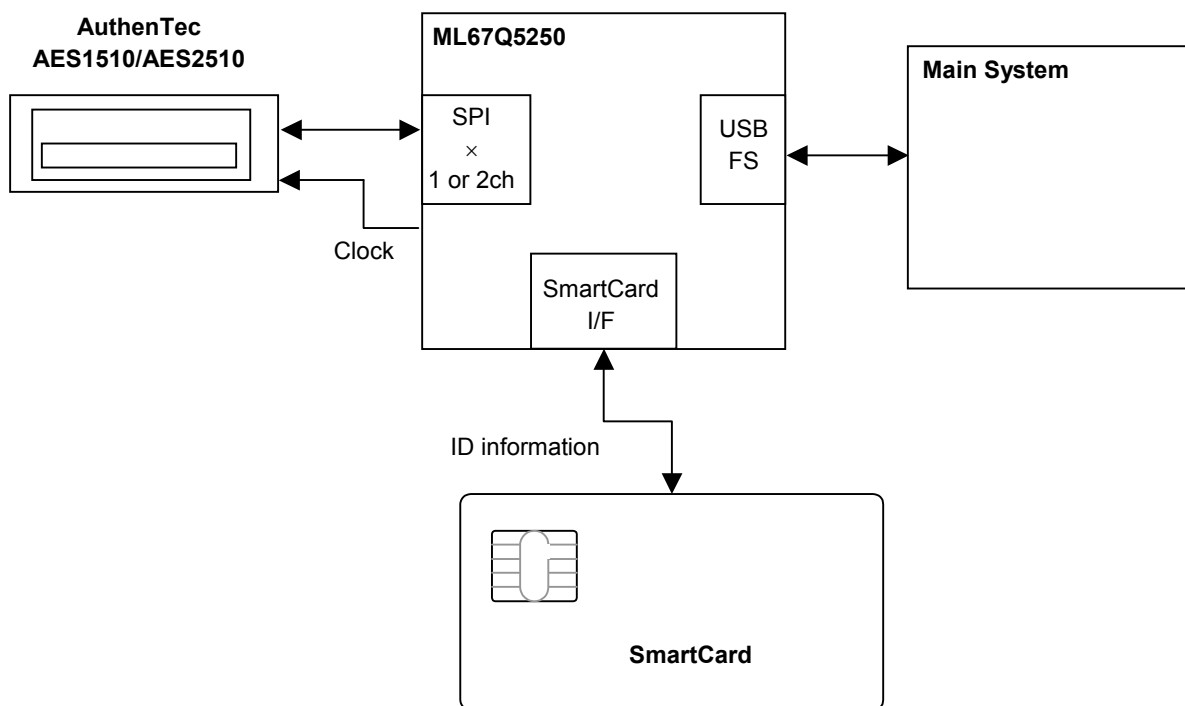 AuthenTec
AES1510/AES2510
ML67Q5250
Main System
SPI
×
1 or 2ch
USB
FS
Clock
SmartCard
I/F
ID information
SmartCard